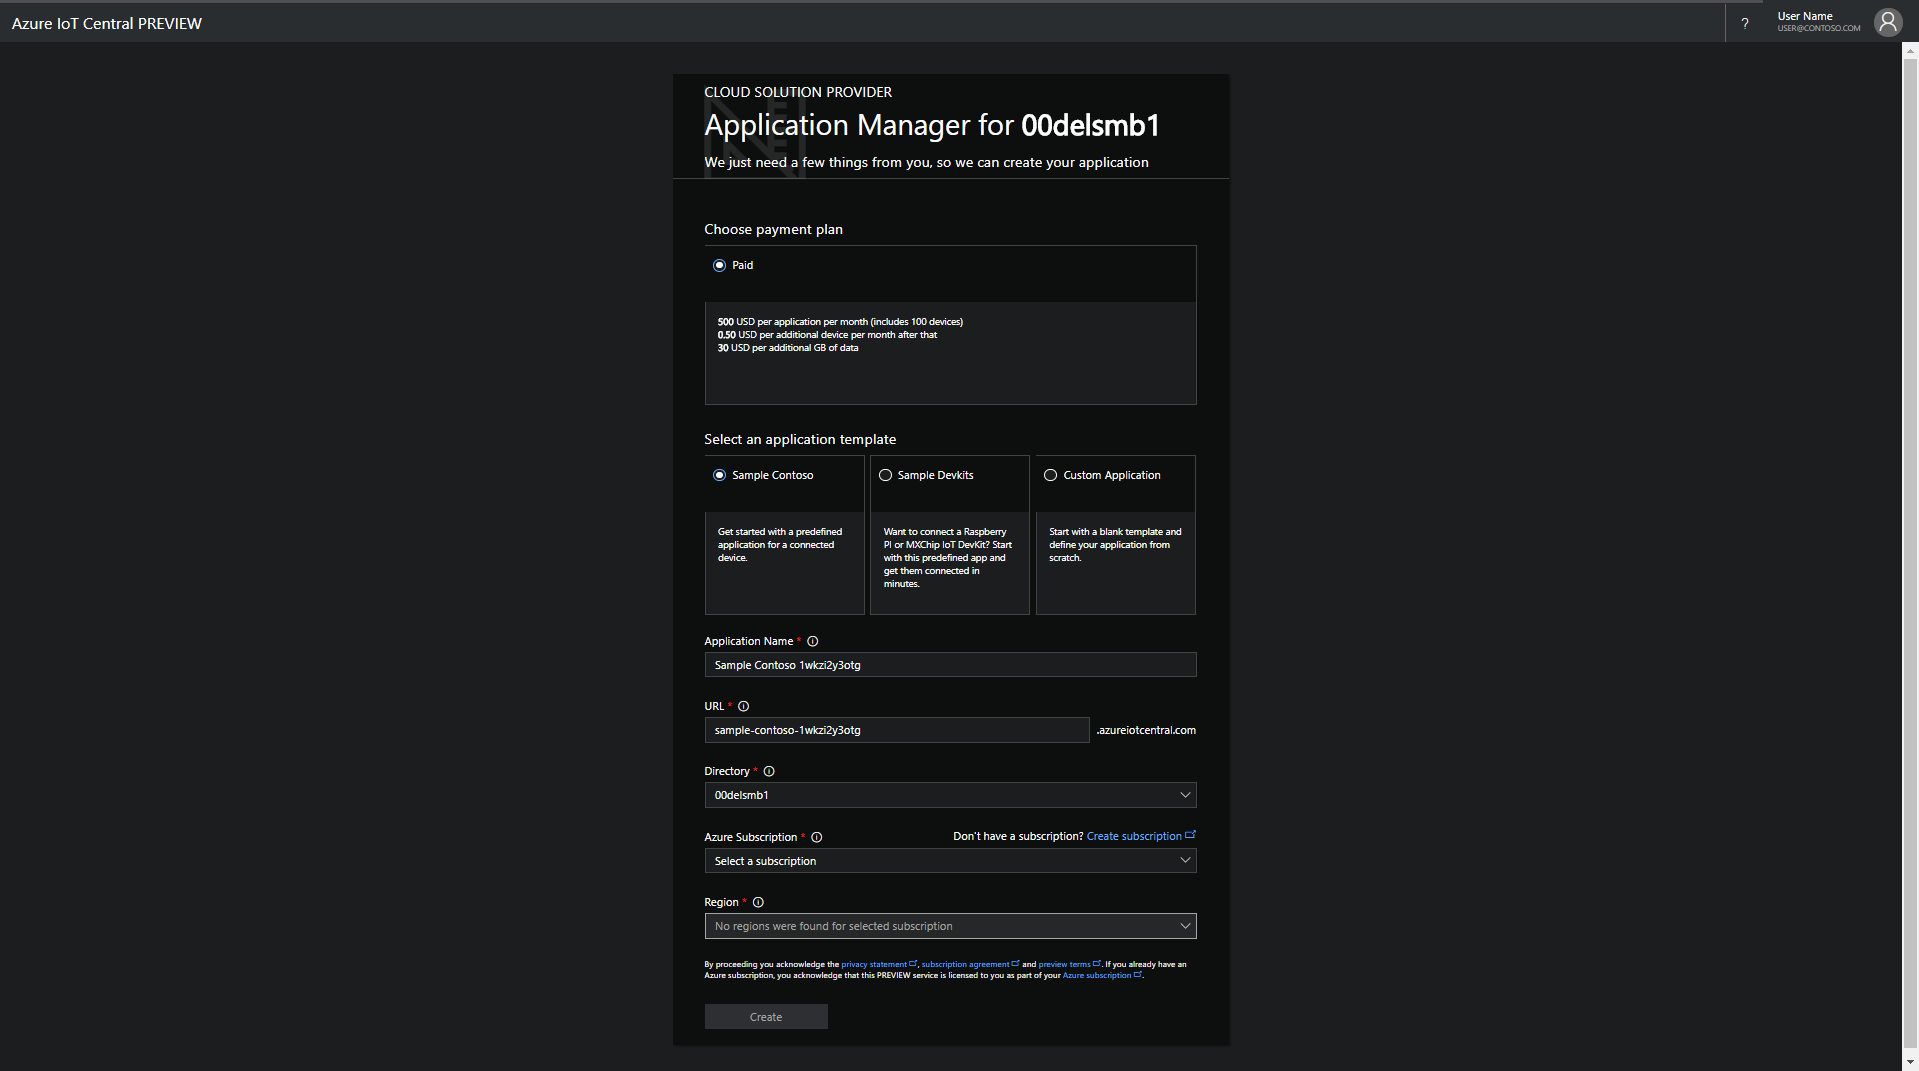 Azure IoT Central PREVIEW
?
User Name
USER@CONTOSO.COM
CLOUD SOLUTION PROVIDER
Application Manager for 00delsmb1
We just need a few things from you, so we can create your application
Choose payment plan
Paid
500 USD per application per month (includes 100 devices)
0.50 USD per additional device per month after that
30 USD per additional GB of data
Select an application template
Sample Contoso
Get started with a predefined
application for a connected
device.
Sample Devkits
Want to connect a Raspberry
PI or MXChip IoT DevKit? Start
with this predefined app and
get them connected in
minutes.
Custom Application
Start with a blank template and
define your application from
scratch.
Application Name *
Sample Contoso 1wkzi2y3otg
URL *
sample-contoso-1wkzi2y3otg .azureiotcentral.com
Directory *
00delsmb1
Azure Subscription * Don't have a subscription? Create subscription
Select a subscription
Region *
No regions were found for selected subscription
By proceeding you acknowledge the privacy statement, subscription agreement and preview terms. If you already have an
Azure subscription, you acknowledge that this PREVIEW service is licensed to you as part of your Azure subscription.
Create